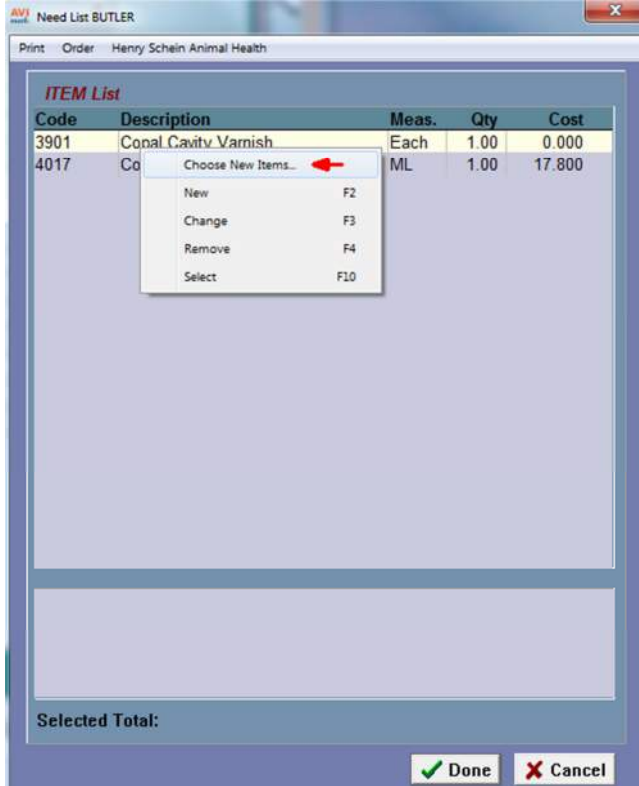 AVI mark Need List BUTLER
Print Order Henry Schein Animal Health
ITEM List
Code Description Meas. Qty Cost
3901 Copal Cavity Varnish Each 1.00 0.000
4017 Co ML 1.00 17.800
Choose New Items...
New F2
Change F3
Remove F4
Select F10
Selected Total:
Done Cancel